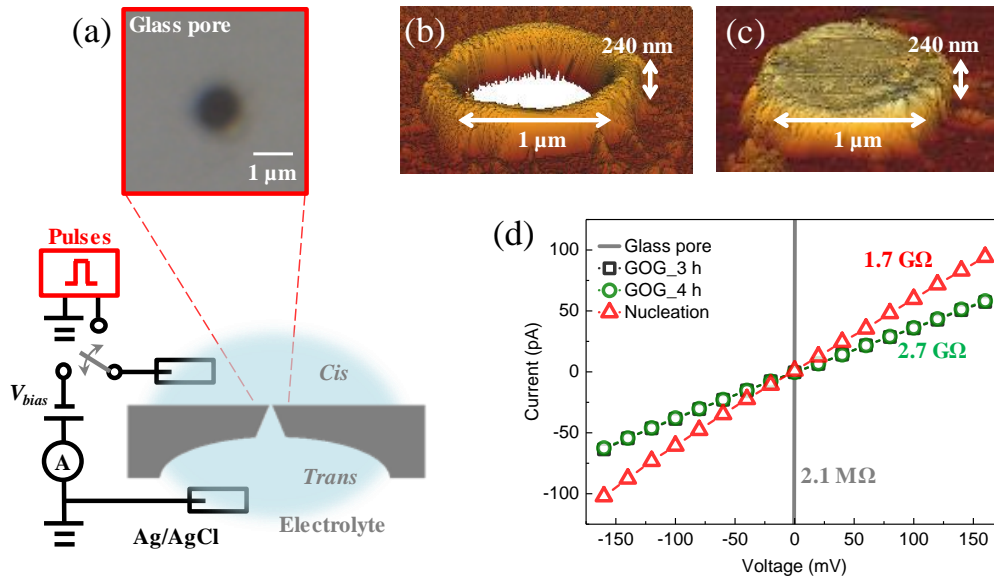 (a)
Glass pore
1 µm
(b)
240 nm
1 µm
(c)
240 nm
1 µm
Pulses
V_bias
A
Cis
Trans
Electrolyte
Ag/AgCl
(d)
Glass pore
GOG_3 h
GOG_4 h
Nucleation
1.7 GΩ
2.7 GΩ
2.1 MΩ
Current (pA)
100
50
0
-50
-100
-150 -100 -50 0 50 100 150
Voltage (mV)